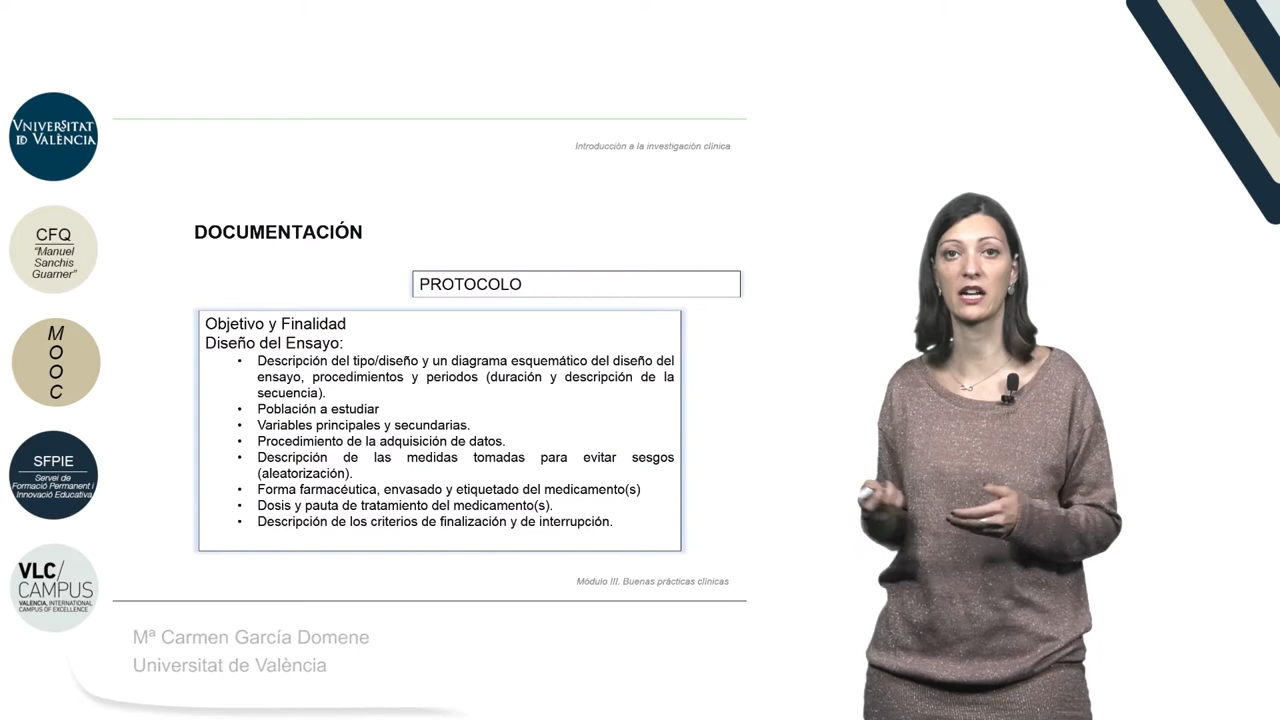 VNIVERSITAT
ID VALÈNCIA
Introducción a la investigación clínica
CFQ
"Manuel
Sanchis
Guarner"
DOCUMENTACIÓN
PROTOCOLO
Objetivo y Finalidad
Diseño del Ensayo:
• Descripción del tipo/diseño y un diagrama esquemático del diseño del
ensayo, procedimientos y periodos (duración y descripción de la
secuencia).
• Población a estudiar
• Variables principales y secundarias.
• Procedimiento de la adquisición de datos.
• Descripción de las medidas tomadas para evitar sesgos
(aleatorización).
• Forma farmacéutica, envasado y etiquetado del medicamento(s)
• Dosis y pauta de tratamiento del medicamento(s).
• Descripción de los criterios de finalización y de interrupción.
M
O
O
C
SFPIE
Servei de
Formació Permanent i
Innovació Educativa
VLC/
CAMPUS
VALENCIA, INTERNATIONAL
CAMPUS OF EXCELLENCE
Módulo III. Buenas prácticas clínicas
Mª Carmen García Domene
Universitat de València